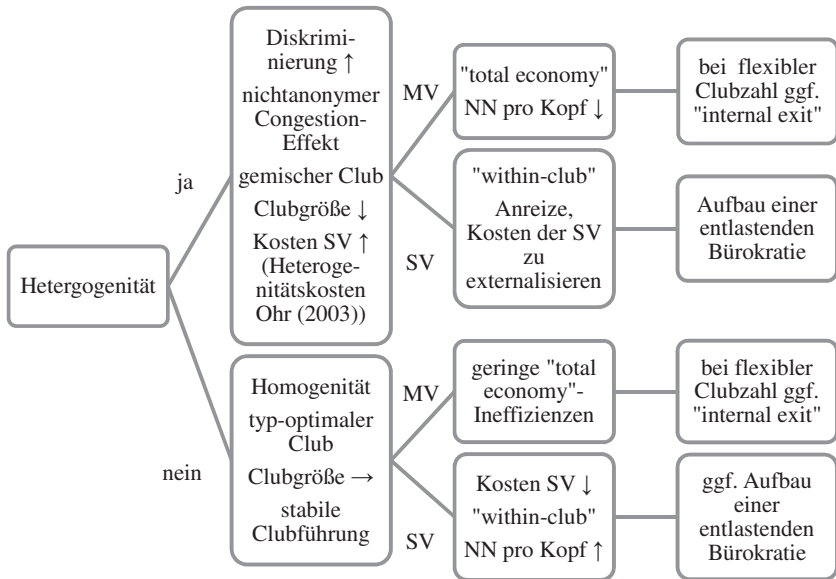 Hetergogenität
ja
nein
Diskrimi-
nierung ↑
nichtanonymer
Congestion-
Effekt
gemischer Club
Clubgröße ↓
Kosten SV ↑
(Heteroge-
nitätskosten
Ohr (2003))
MV
SV
"total economy"
NN pro Kopf ↓
bei flexibler
Clubzahl ggf.
"internal exit"
"within-club"
Anreize,
Kosten der SV
zu
externalisieren
Aufbau einer
entlastenden
Bürokratie
Homogenität
typ-optimaler
Club
Clubgröße →
stabile
Clubführung
MV
SV
geringe "total
economy"-
Ineffizienzen
bei flexibler
Clubzahl ggf.
"internal exit"
Kosten SV ↓
"within-club"
NN pro Kopf ↑
ggf. Aufbau
einer
entlastenden
Bürokratie